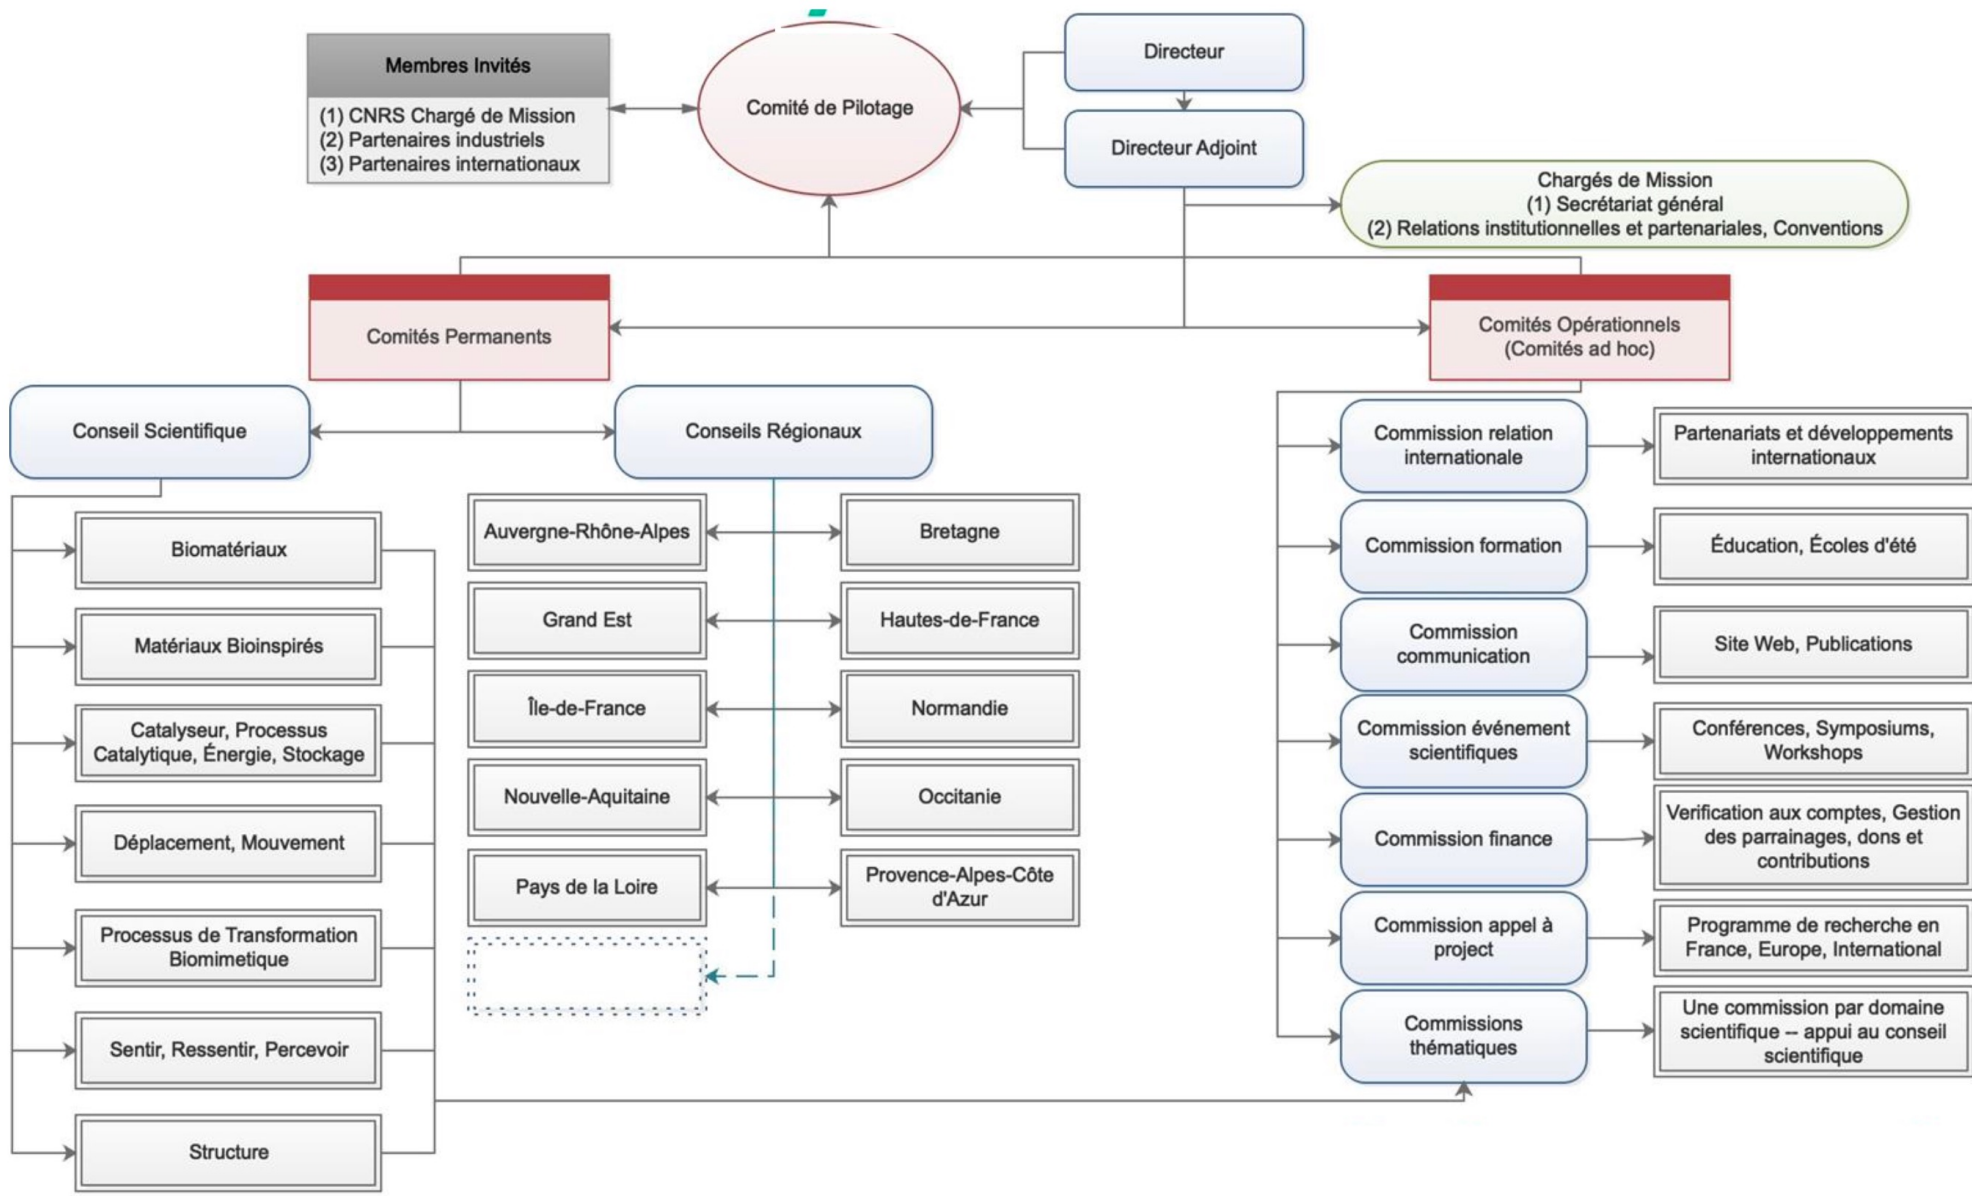 Membres Invités
(1) CNRS Chargé de Mission
(2) Partenaires industriels
(3) Partenaires internationaux
Comité de Pilotage
Directeur
Directeur Adjoint
Chargés de Mission
(1) Secrétariat général
(2) Relations institutionnelles et partenariales, Conventions
Comités Permanents
Comités Opérationnels
(Comités ad hoc)
Conseil Scientifique
Conseils Régionaux
Biomatériaux
Matériaux Bioinspirés
Catalyseur, Processus
Catalytique, Énergie, Stockage
Déplacement, Mouvement
Processus de Transformation
Biomimetique
Sentir, Ressentir, Percevoir
Structure
Auvergne-Rhône-Alpes
Bretagne
Grand Est
Hautes-de-France
Île-de-France
Normandie
Nouvelle-Aquitaine
Occitanie
Pays de la Loire
Provence-Alpes-Côte
d'Azur
Commission relation
internationale
Partenariats et développements
internationaux
Commission formation
Éducation, Écoles d'été
Commission
communication
Site Web, Publications
Commission événement
scientifiques
Conférences, Symposiums,
Workshops
Commission finance
Verification aux comptes, Gestion
des parrainages, dons et
contributions
Commission appel à
project
Programme de recherche en
France, Europe, International
Commissions
thématiques
Une commission par domaine
scientifique -- appui au conseil
scientifique